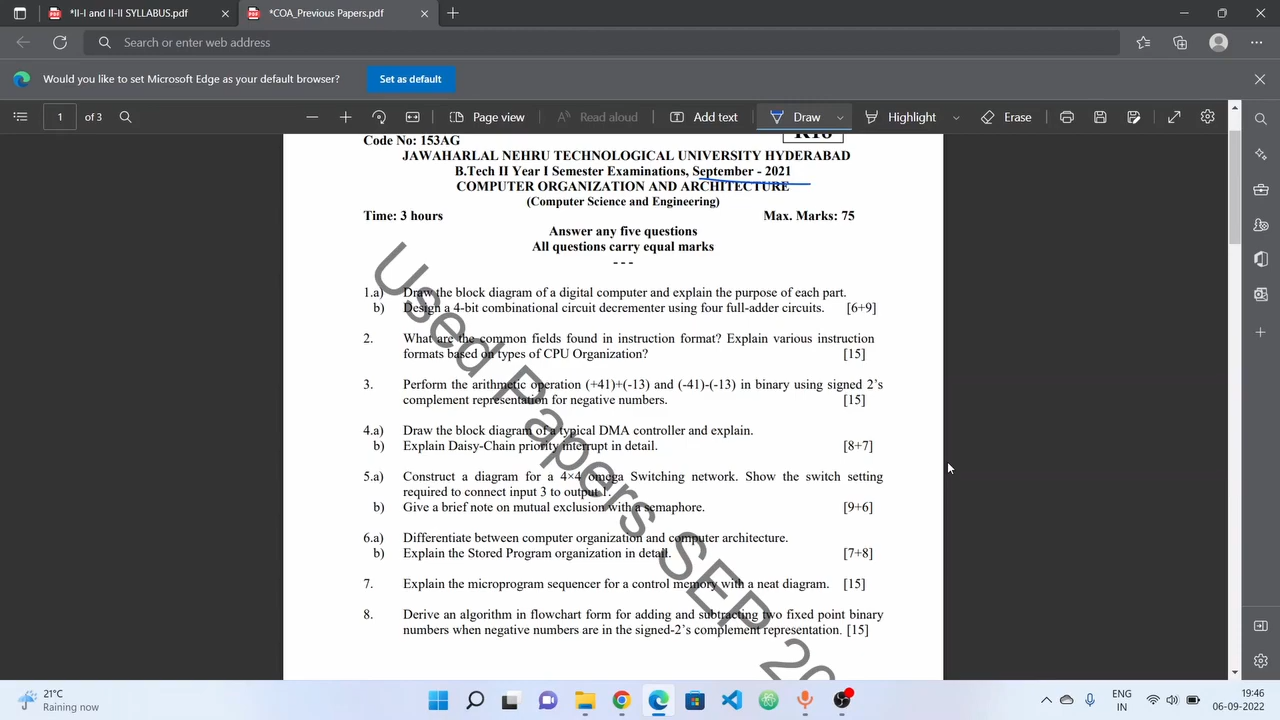 *II-I and II-II SYLLABUS.pdf
*COA_Previous Papers.pdf
Search or enter web address
Would you like to set Microsoft Edge as your default browser?
Set as default
1
of 3
Page view
Read aloud
Add text
Draw
Highlight
Erase
Code No: 153AG
R18
JAWAHARLAL NEHRU TECHNOLOGICAL UNIVERSITY HYDERABAD
B.Tech II Year I Semester Examinations, September - 2021
COMPUTER ORGANIZATION AND ARCHITECTURE
(Computer Science and Engineering)
Time: 3 hours Max. Marks: 75
Answer any five questions
All questions carry equal marks
- - -
1.a) Draw the block diagram of a digital computer and explain the purpose of each part.
b) Design a 4-bit combinational circuit decrementer using four full-adder circuits. [6+9]
2. What are the common fields found in instruction format? Explain various instruction
formats based on types of CPU Organization? [15]
3. Perform the arithmetic operation (+41)+(-13) and (-41)-(-13) in binary using signed 2’s
complement representation for negative numbers. [15]
4.a) Draw the block diagram of a typical DMA controller and explain.
b) Explain Daisy-Chain priority interrupt in detail. [8+7]
5.a) Construct a diagram for a 4×4 omega Switching network. Show the switch setting
required to connect input 3 to output 1.
b) Give a brief note on mutual exclusion with a semaphore. [9+6]
6.a) Differentiate between computer organization and computer architecture.
b) Explain the Stored Program organization in detail. [7+8]
7. Explain the microprogram sequencer for a control memory with a neat diagram. [15]
8. Derive an algorithm in flowchart form for adding and subtracting two fixed point binary
numbers when negative numbers are in the signed-2’s complement representation. [15]
Used Papers SEP 20
21°C
Raining now
ENG
IN
19:46
06-09-2022